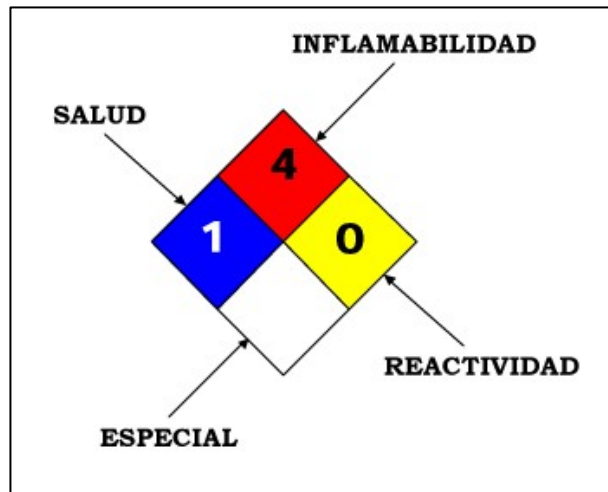 INFLAMABILIDAD
SALUD
4
1
0
REACTIVIDAD
ESPECIAL